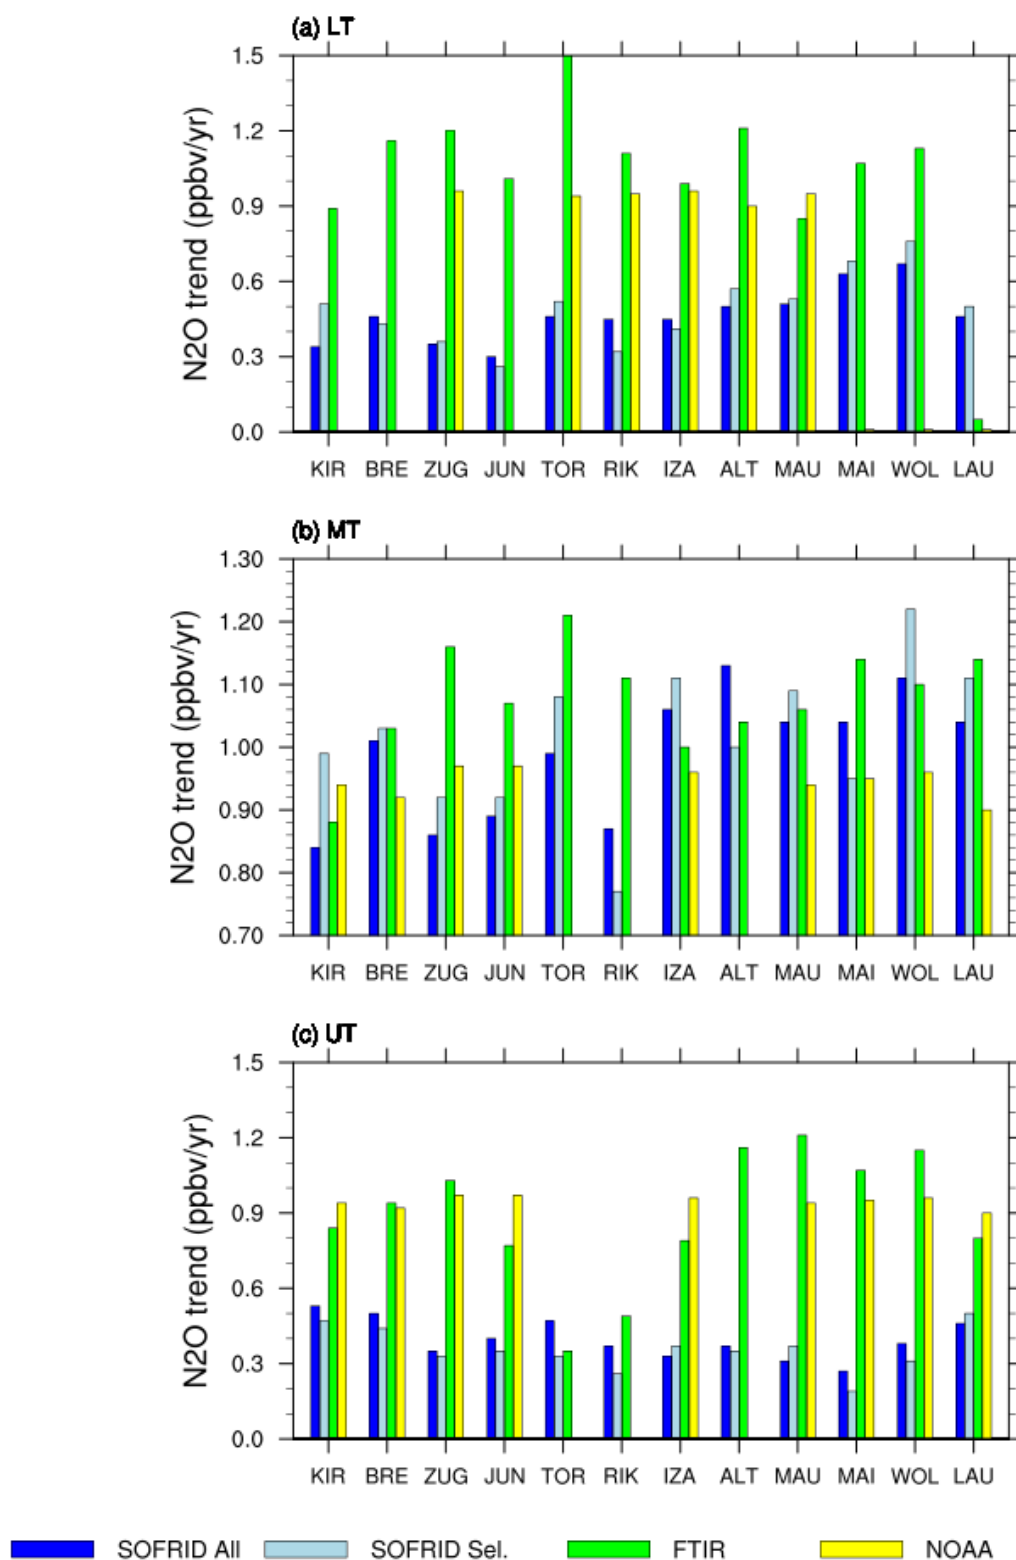 (a) LT
N2O trend (ppbv/yr)
1.5
1.2
0.9
0.6
0.3
0.0
KIR BRE ZUG JUN TOR RIK IZA ALT MAU MAI WOL LAU
(b) MT
N2O trend (ppbv/yr)
1.30
1.20
1.10
1.00
0.90
0.80
0.70
KIR BRE ZUG JUN TOR RIK IZA ALT MAU MAI WOL LAU
(c) UT
N2O trend (ppbv/yr)
1.5
1.2
0.9
0.6
0.3
0.0
KIR BRE ZUG JUN TOR RIK IZA ALT MAU MAI WOL LAU
SOFRID All SOFRID Sel. FTIR NOAA